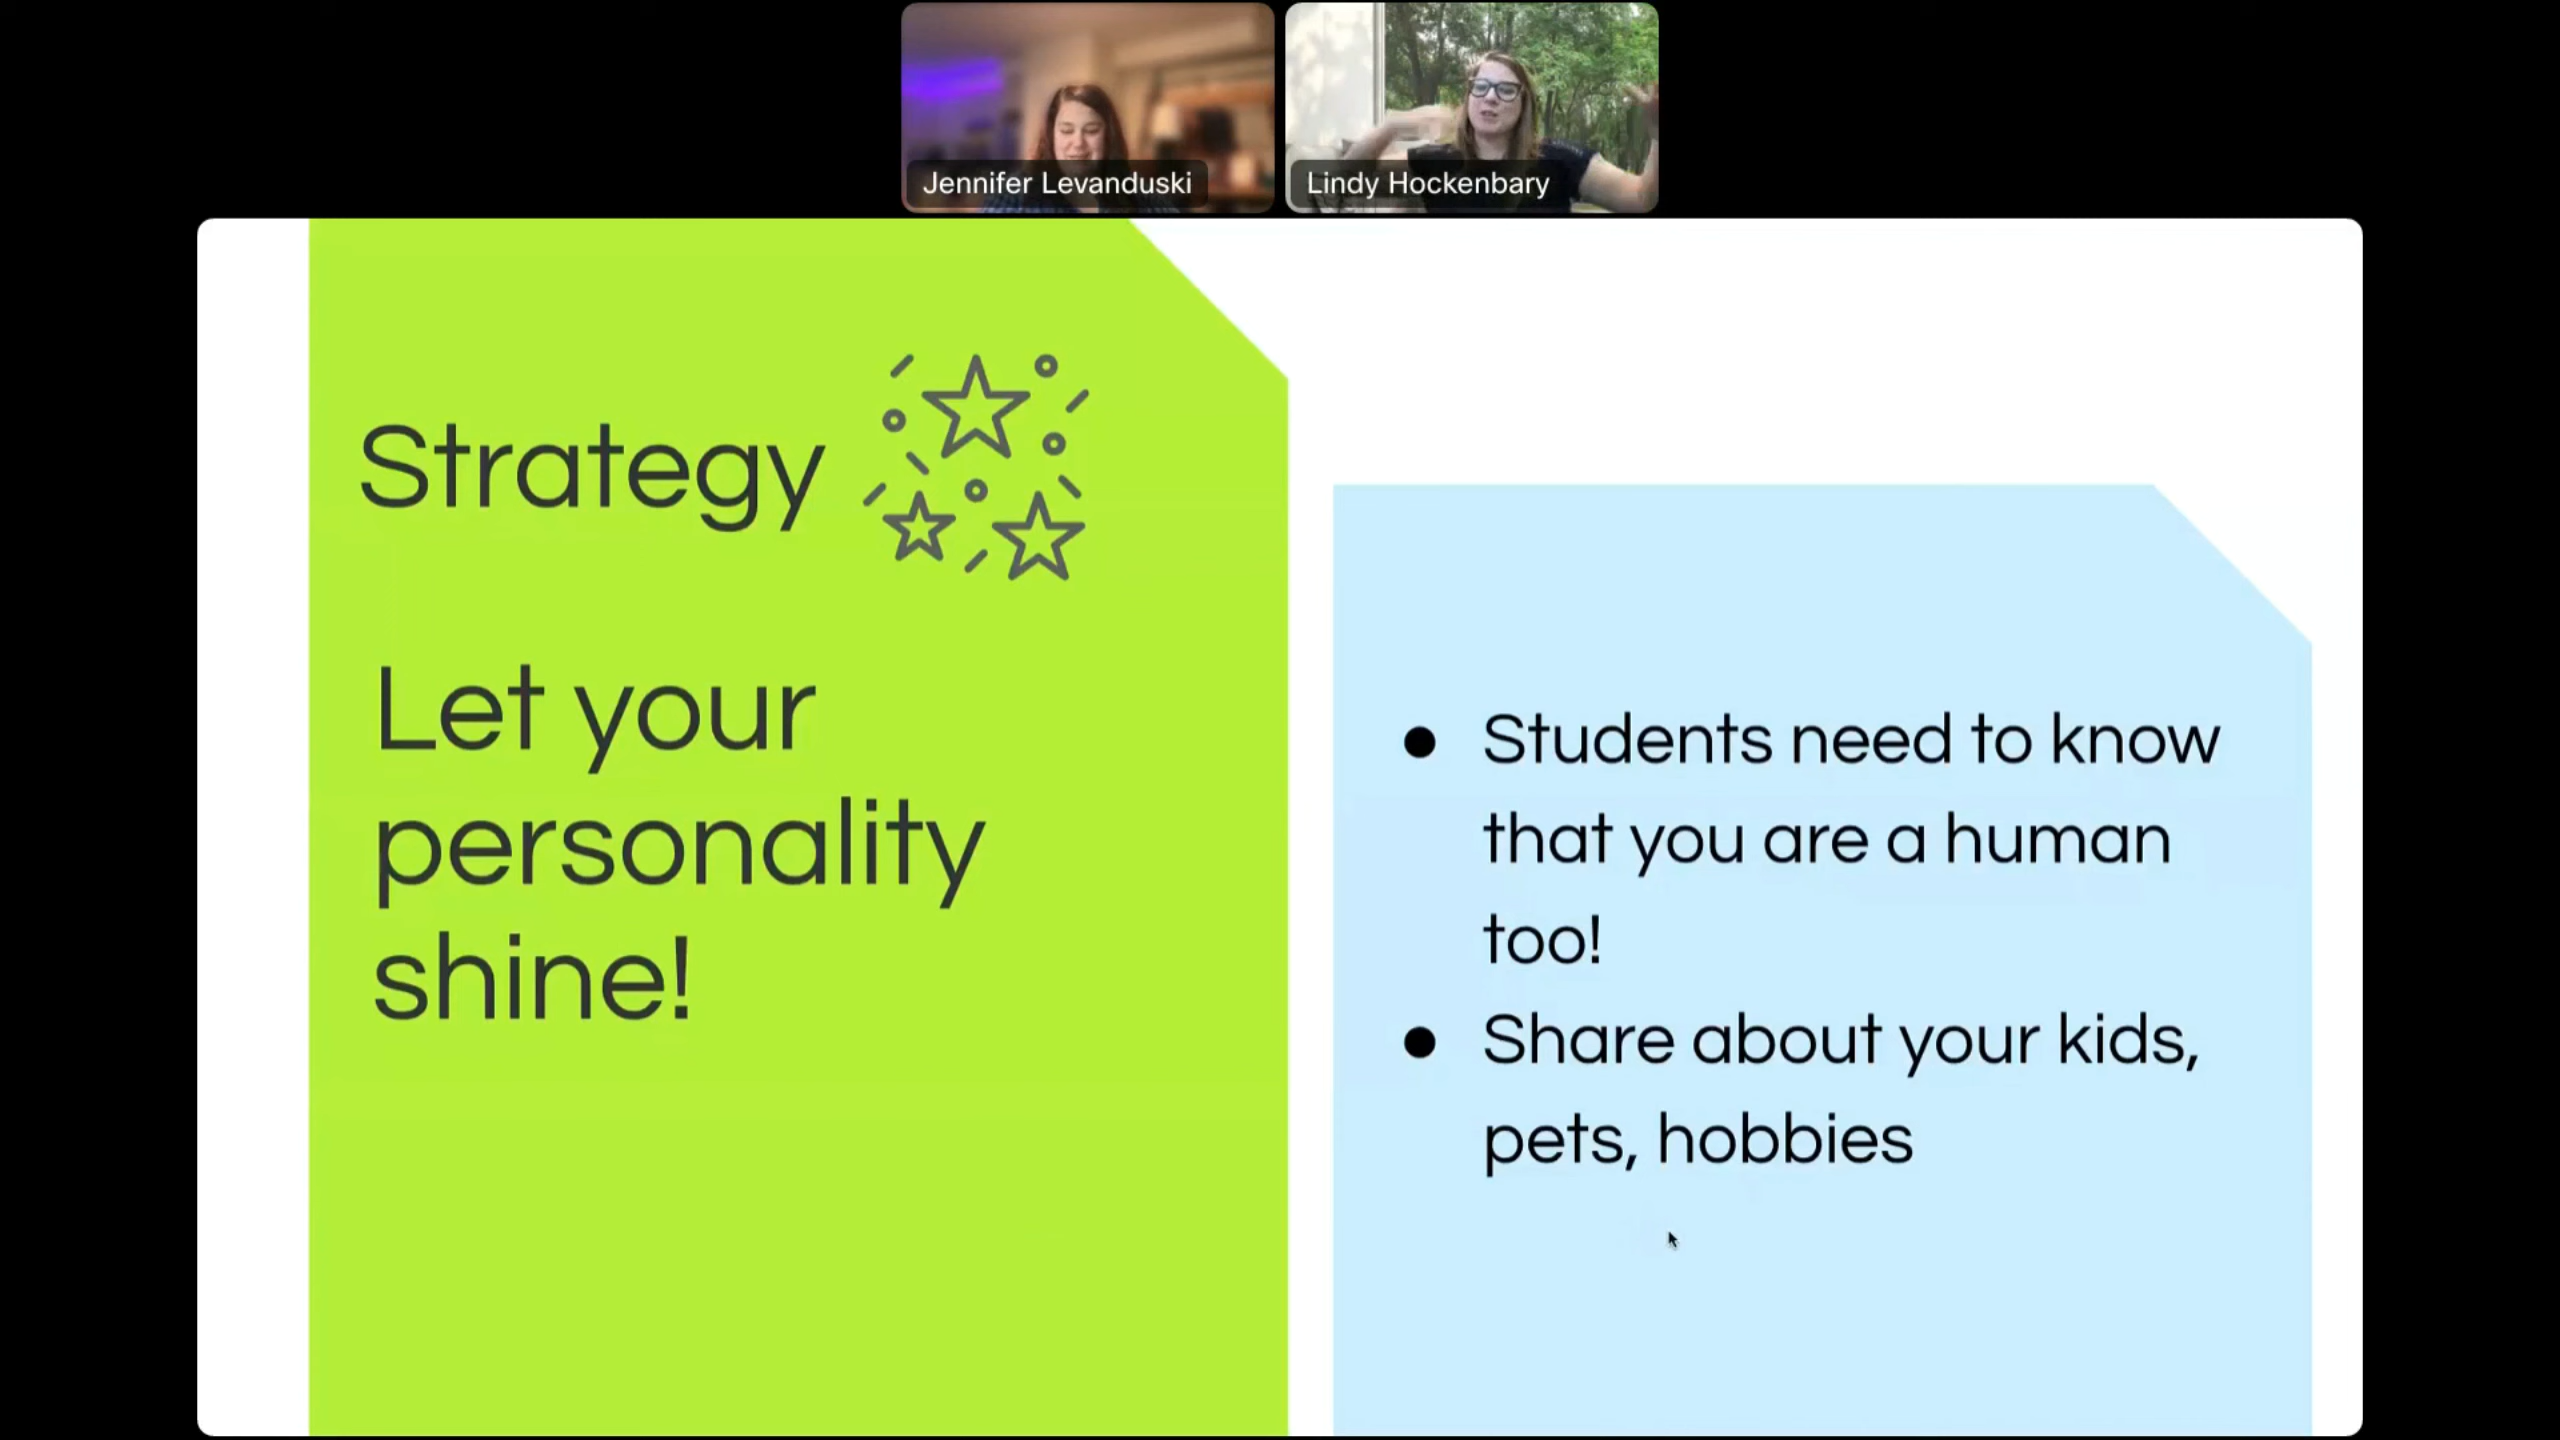 Jennifer Levanduski
Lindy Hockenbary
Strategy
Let your
personality
shine!
● Students need to know
that you are a human
too!
● Share about your kids,
pets, hobbies